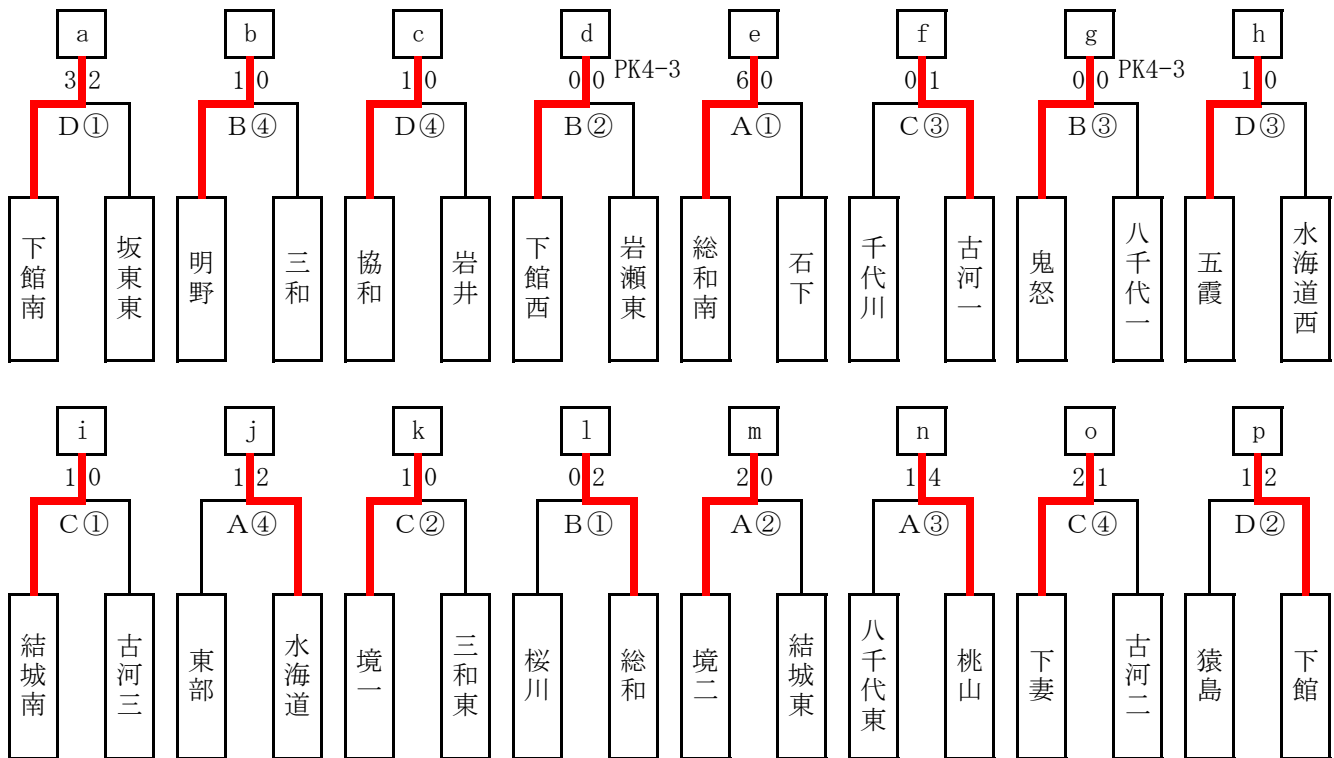 a b c d e f g h
3 2 1 0 1 0 0 0 PK4-3 6 0 0 1 0 0 PK4-3 1 0
D① B④ D④ B② A① C③ B③ D③
下館南 坂東東 明野 三和 協和 岩井 下館西 岩瀬東 総和南 石下 千代川 古河一 鬼怒 八千代一 五霞 水海道西
i j k l m n o p
1 0 1 2 1 0 0 2 2 0 1 4 2 1 1 2
C① A④ C② B① A② A③ C④ D②
結城南 古河三 東部 水海道 境一 三和東 桜川 総和 境二 結城東 八千代東 桃山 下妻 古河二 猿島 下館